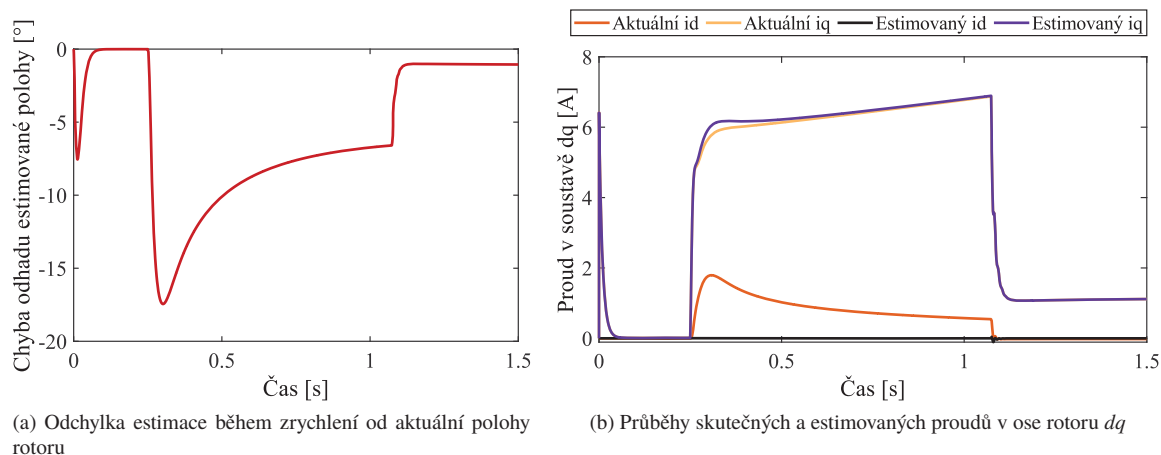 Aktuální id Aktuální iq Estimovaný id Estimovaný iq
Chyba odhadu estimované polohy [°]
0
-5
-10
-15
-20
0 0.5 1 1.5
Čas [s]
(a) Odchylka estimace během zrychlení od aktuální polohy
rotoru
Proud v soustavě dq [A]
8
6
4
2
0
0 0.5 1 1.5
Čas [s]
(b) Průběhy skutečných a estimovaných proudů v ose rotoru dq